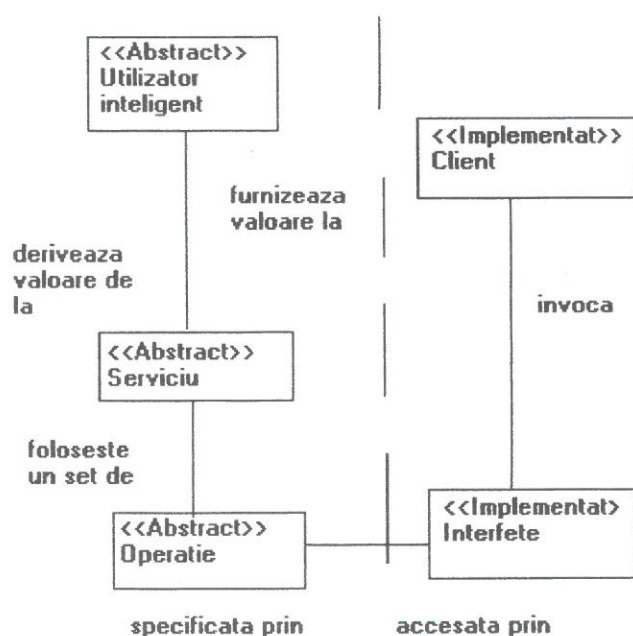 <<Abstract>>
Utilizator
inteligent
<<Implementat>>
Client
furnizeaza
valoare la
deriveaza
valoare de
la
invoca
<<Abstract>>
Serviciu
foloseste
un set de
<<Abstract>>
Operatie
<<Implementat>
Interfete
specificata prin
accesata prin